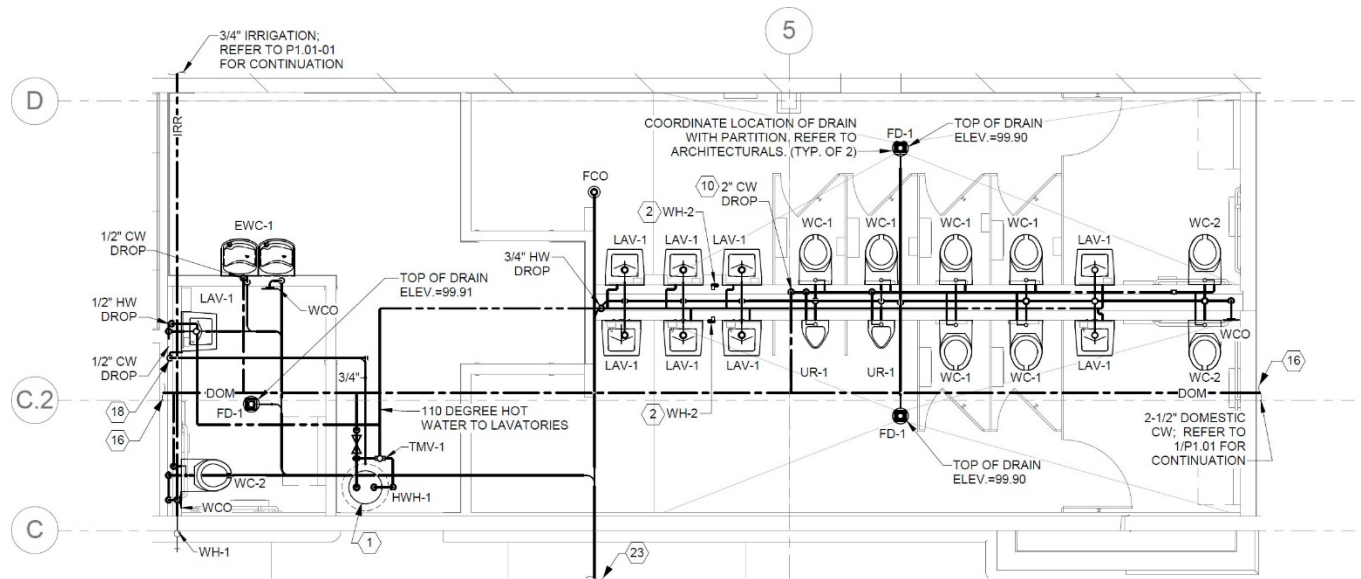 3/4" IRRIGATION;
REFER TO P1.01-01
FOR CONTINUATION
5
D
IRR
COORDINATE LOCATION OF DRAIN
WITH PARTITION. REFER TO
ARCHITECTURALS. (TYP. OF 2)
FD-1
TOP OF DRAIN
ELEV.=99.90
FCO
10
2" CW
DROP
2
WH-2
WC-1
WC-1
WC-1
WC-1
WC-2
EWC-1
1/2" CW
DROP
LAV-1
LAV-1
LAV-1
LAV-1
3/4" HW
DROP
TOP OF DRAIN
ELEV.=99.91
LAV-1
WCO
1/2" HW
DROP
WCO
1/2" CW
DROP
LAV-1
LAV-1
LAV-1
UR-1
UR-1
WC-1
WC-1
LAV-1
WC-2
16
3/4"
18
DOM
DOM
C.2
FD-1
110 DEGREE HOT
WATER TO LAVATORIES
2
WH-2
FD-1
2-1/2" DOMESTIC
CW; REFER TO
1/P1.01 FOR
CONTINUATION
16
TMV-1
TOP OF DRAIN
ELEV.=99.90
WC-2
HWH-1
WCO
C
WH-1
1
23